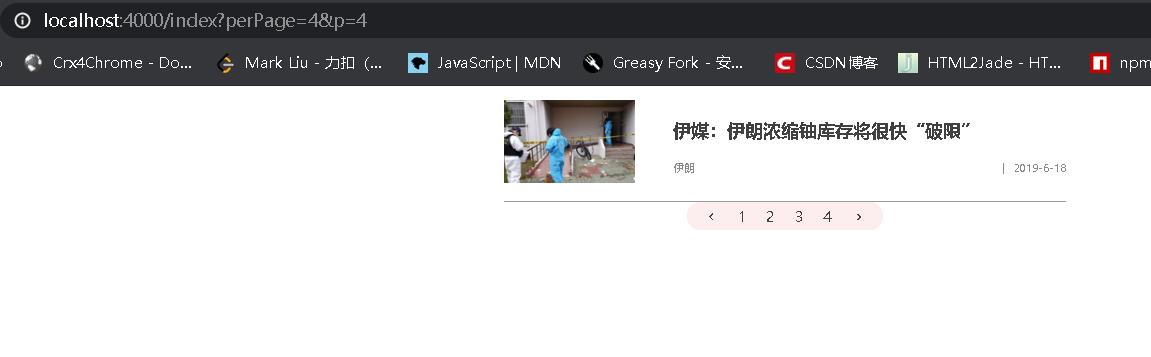 localhost:4000/index?perPage=4&p=4
Crx4Chrome - Do... Mark Liu - 力扣（... JavaScript | MDN Greasy Fork - 安... CSDN博客 HTML2Jade - HT... npm
伊媒：伊朗浓缩铀库存将很快“破限”
伊朗 | 2019-6-18
‹ 1 2 3 4 ›